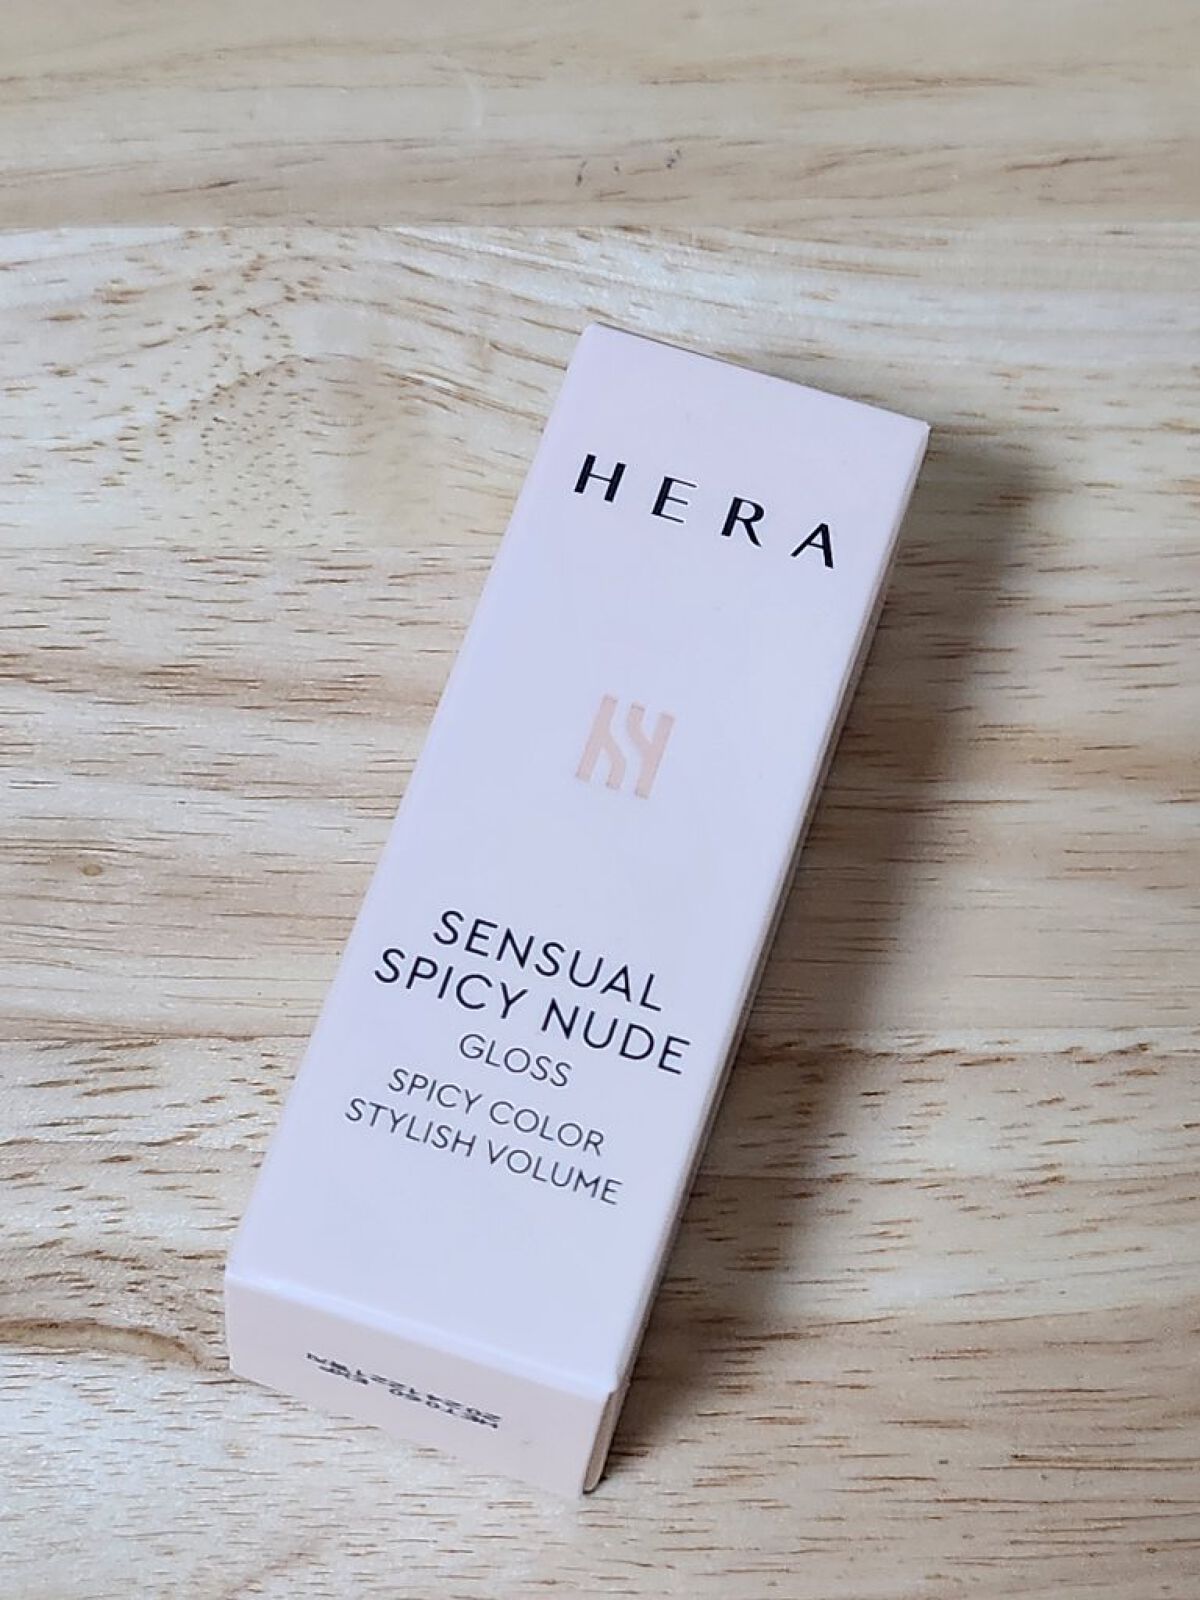 HERA
SENSUAL
SPICY NUDE
GLOSS
SPICY COLOR
STYLISH VOLUME